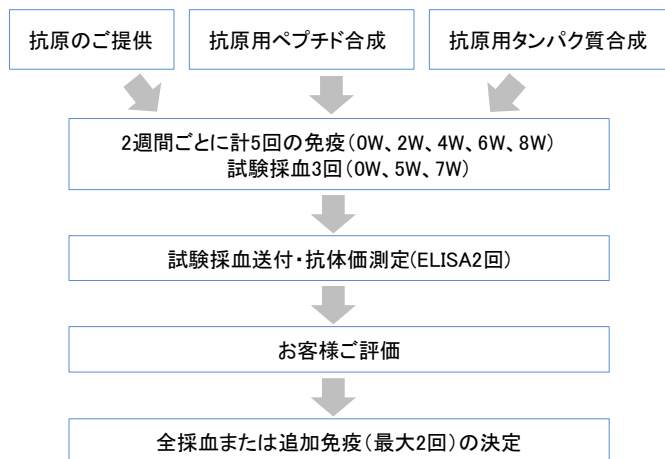 抗原のご提供
抗原用ペプチド合成
抗原用タンパク質合成
2週間ごとに計5回の免疫(0W、2W、4W、6W、8W)
試験採血3回(0W、5W、7W)
試験採血送付・抗体価測定(ELISA2回)
お客様ご評価
全採血または追加免疫(最大2回)の決定